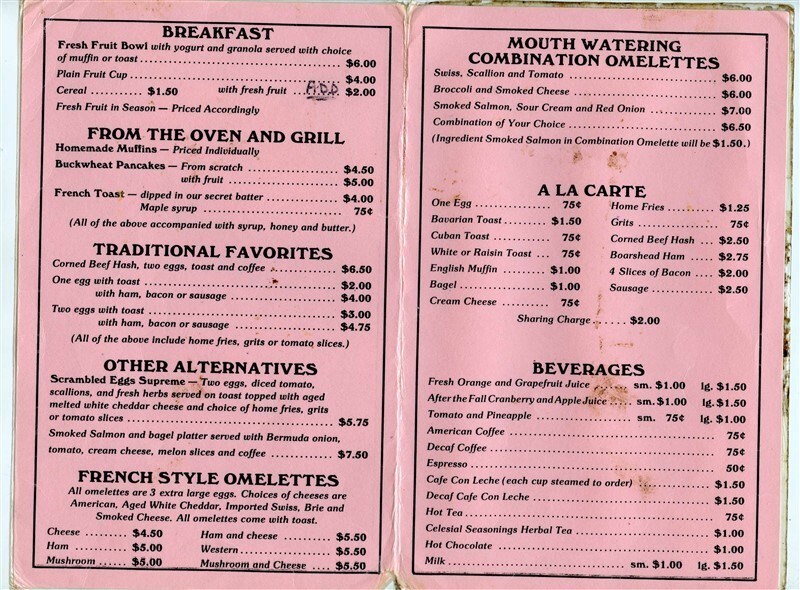 BREAKFAST
Fresh Fruit Bowl with yogurt and granola served with choice
of muffin or toast ........ $6.00
Plain Fruit Cup ........ $4.00
Cereal ........ $1.50 with fresh fruit .... ADD $2.00
Fresh Fruit in Season — Priced Accordingly
FROM THE OVEN AND GRILL
Homemade Muffins — Priced Individually
Buckwheat Pancakes — From scratch ........ $4.50
with fruit ........ $5.00
French Toast — dipped in our secret batter ........ $4.00
Maple syrup ........ 75¢
(All of the above accompanied with syrup, honey and butter.)
TRADITIONAL FAVORITES
Corned Beef Hash, two eggs, toast and coffee ........ $6.50
One egg with toast ........ $2.00
with ham, bacon or sausage ........ $4.00
Two eggs with toast ........ $3.00
with ham, bacon or sausage ........ $4.75
(All of the above include home fries, grits or tomato slices.)
OTHER ALTERNATIVES
Scrambled Eggs Supreme — Two eggs, diced tomato,
scallions, and fresh herbs served on toast topped with aged
melted white cheddar cheese and choice of home fries, grits
or tomato slices ........ $5.75
Smoked Salmon and bagel platter served with Bermuda onion,
tomato, cream cheese, melon slices and coffee ........ $7.50
FRENCH STYLE OMELETTES
All omelettes are 3 extra large eggs. Choices of cheeses are
American, Aged White Cheddar, Imported Swiss, Brie and
Smoked Cheese. All omelettes come with toast.
Cheese ........ $4.50 Ham and cheese ........ $5.50
Ham ........ $5.00 Western ........ $5.50
Mushroom ...... $5.00 Mushroom and Cheese .... $5.50
MOUTH WATERING
COMBINATION OMELETTES
Swiss, Scallion and Tomato ........ $6.00
Broccoli and Smoked Cheese ........ $6.00
Smoked Salmon, Sour Cream and Red Onion ........ $7.00
Combination of Your Choice ........ $6.50
(Ingredient Smoked Salmon in Combination Omelette will be $1.50.)
A LA CARTE
One Egg ........ 75¢ Home Fries ........ $1.25
Bavarian Toast ........ $1.50 Grits ........ 75¢
Cuban Toast ........ 75¢ Corned Beef Hash ... $2.50
White or Raisin Toast ... 75¢ Boarshead Ham ..... $2.75
English Muffin ........ $1.00 4 Slices of Bacon .... $2.00
Bagel ........ $1.00 Sausage ........ $2.50
Cream Cheese ........ 75¢
Sharing Charge ...... $2.00
BEVERAGES
Fresh Orange and Grapefruit Juice ...... sm. $1.00 lg. $1.50
After the Fall Cranberry and Apple Juice ..... sm. $1.00 lg. $1.50
Tomato and Pineapple ........ sm. 75¢ lg. $1.00
American Coffee ........ 75¢
Decaf Coffee ........ 75¢
Espresso ........ 50¢
Cafe Con Leche (each cup steamed to order) ........ $1.50
Decaf Cafe Con Leche ........ $1.50
Hot Tea ........ 75¢
Celesial Seasonings Herbal Tea ........ $1.00
Hot Chocolate ........ $1.00
Milk ........ sm. $1.00 lg. $1.50